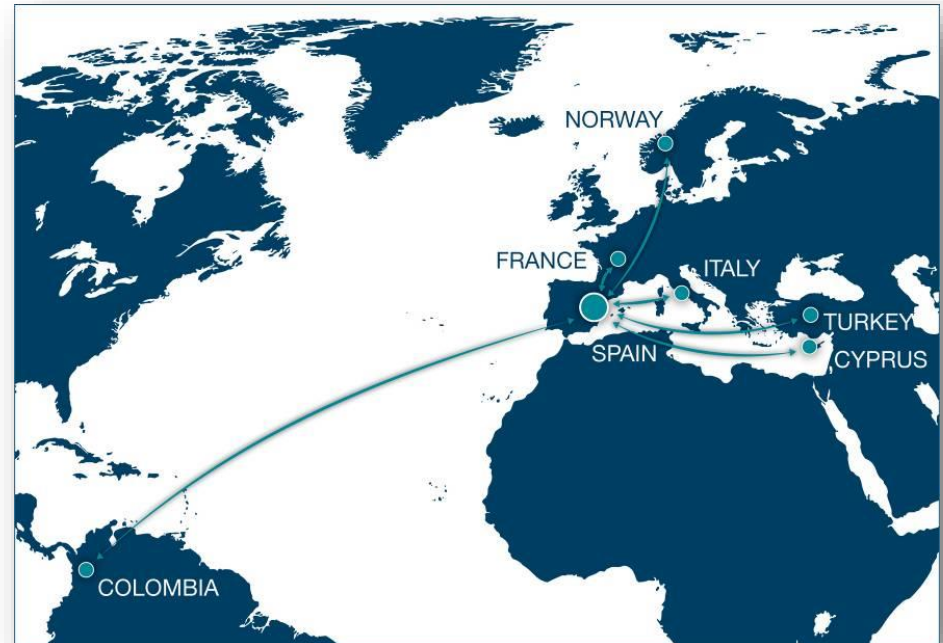 NORWAY
FRANCE
ITALY
TURKEY
SPAIN
CYPRUS
COLOMBIA